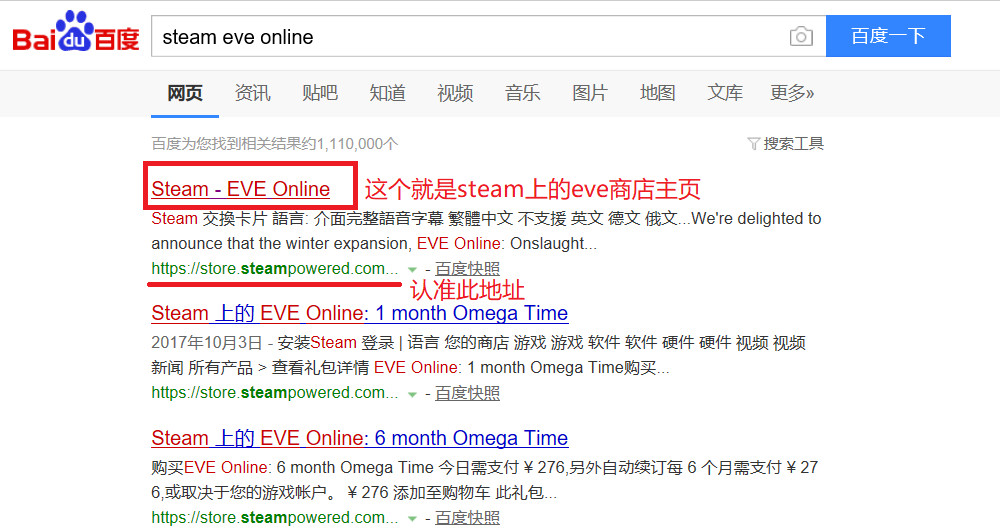 Bai du 百度 steam eve online 百度一下
网页 资讯 贴吧 知道 视频 音乐 图片 地图 文库 更多»
百度为您找到相关结果约1,110,000个 搜索工具
Steam - EVE Online 这个就是steam上的eve商店主页
Steam 交换卡片 語言: 介面完整語音字幕 繁體中文 不支援 英文 德文 俄文...We're delighted to
announce that the winter expansion, EVE Online: Onslaught...
https://store.steampowered.com... - 百度快照
认准此地址
Steam 上的 EVE Online: 1 month Omega Time
2017年10月3日 - 安装Steam 登录 | 语言 您的商店 游戏 游戏 软件 软件 硬件 硬件 视频 视频
新闻 所有产品 > 查看礼包详情 EVE Online: 1 month Omega Time购买...
https://store.steampowered.com... - 百度快照
Steam 上的 EVE Online: 6 month Omega Time
购买EVE Online: 6 month Omega Time 今日需支付 ¥ 276,另外自动续订每 6 个月需支付 ¥ 27
6,或取决于您的游戏帐户。 ¥ 276 添加至购物车 此礼包...
https://store.steampowered.com... - 百度快照